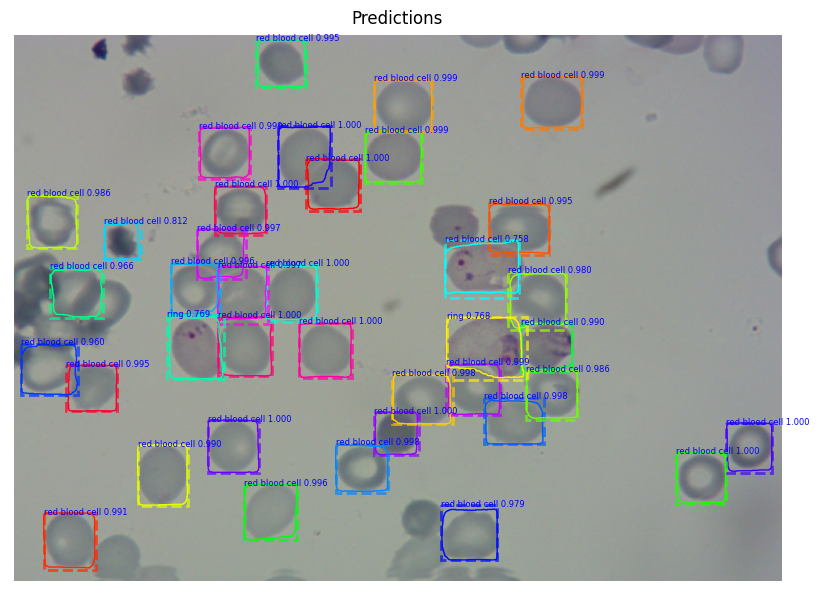 Predictions
red blood cell 0.995
red blood cell 0.999
red blood cell 0.999
red blood cell 1.000
red blood cell 0.999
red blood cell 1.000
red blood cell 1.000
red blood cell 0.986
red blood cell 0.995
red blood cell 0.812
red blood cell 0.997
red blood cell 0.758
red blood cell 0.996
red blood cell 1.000
red blood cell 0.966
red blood cell 0.980
ring 0.769
red blood cell 1.000
ring 0.768
red blood cell 1.000
red blood cell 0.990
red blood cell 0.960
red blood cell 0.995
red blood cell 0.999
red blood cell 0.986
red blood cell 0.998
red blood cell 0.998
red blood cell 1.000
red blood cell 1.000
red blood cell 1.000
red blood cell 0.990
red blood cell 0.998
red blood cell 1.000
red blood cell 0.996
red blood cell 0.979
red blood cell 0.991